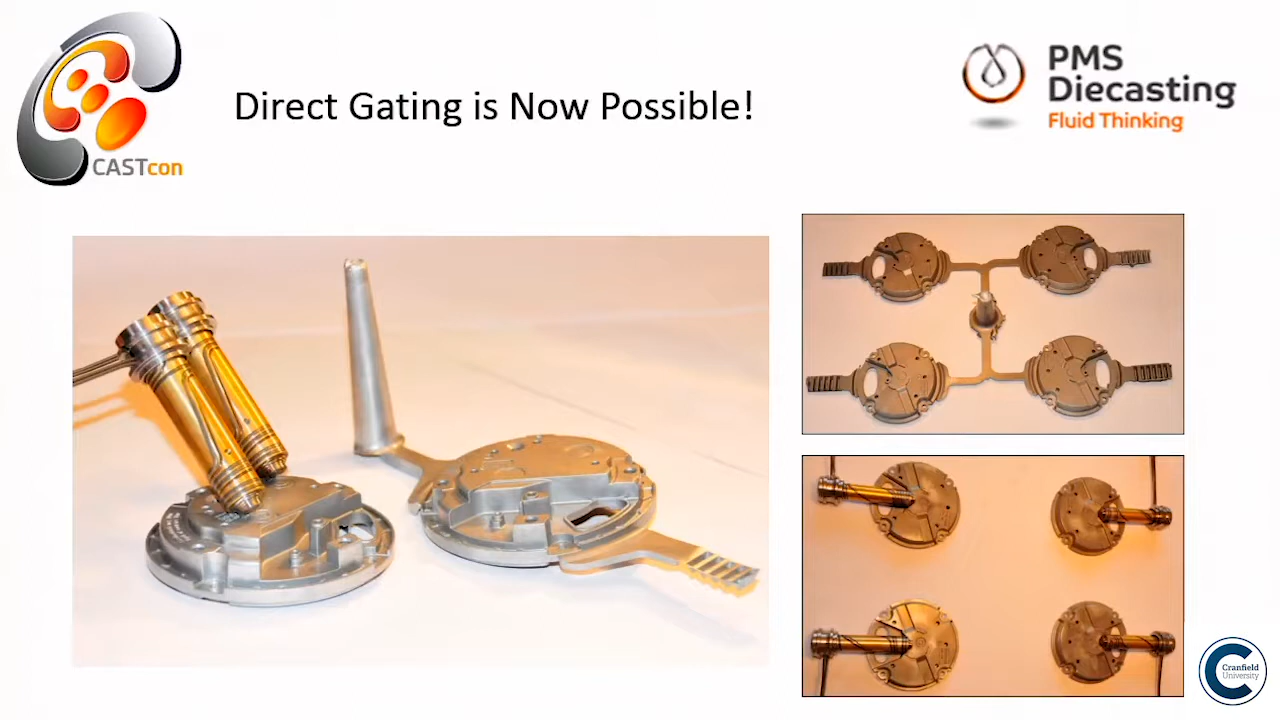 CASTcon
Direct Gating is Now Possible!
PMS
Diecasting
Fluid Thinking
Cranfield
University